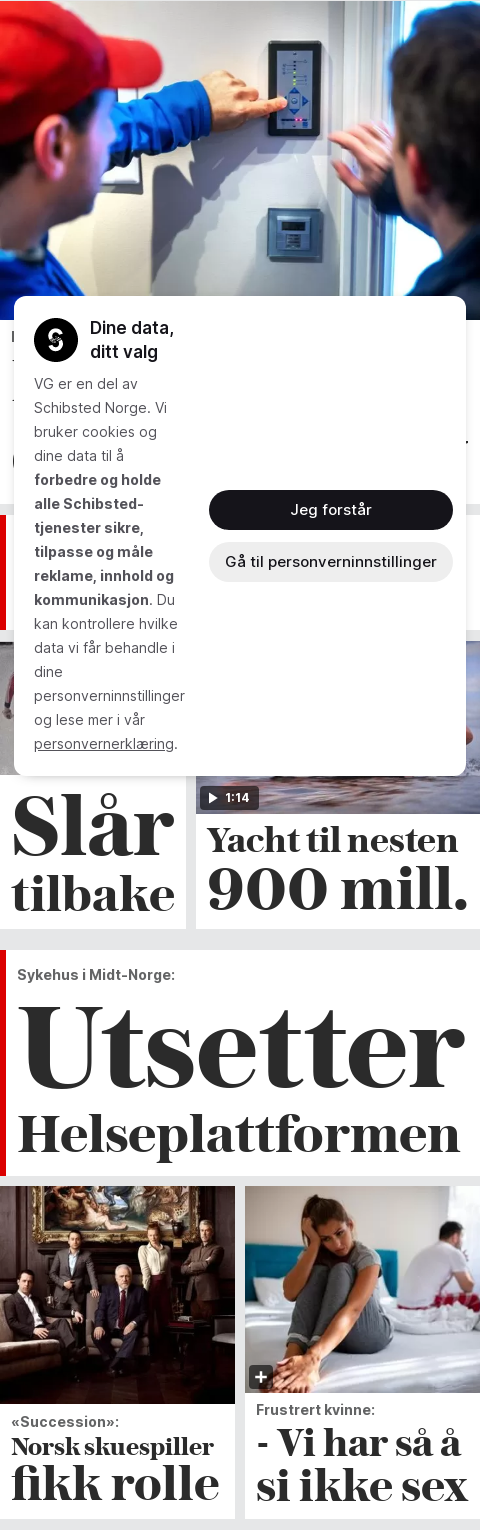 Dine data,
ditt valg
VG er en del av
Schibsted Norge. Vi
bruker cookies og
dine data til å
forbedre og holde
alle Schibsted-
tjenester sikre,
tilpasse og måle
reklame, innhold og
kommunikasjon. Du
kan kontrollere hvilke
data vi får behandle i
dine
personverninnstillinger
og lese mer i vår
personvernerklæring.
Jeg forstår
Gå til personverninnstillinger
1:14
Slår
tilbake
Yacht til nesten
900 mill.
Sykehus i Midt-Norge:
Utsetter
Helseplattformen
«Succession»:
Norsk skuespiller
fikk rolle
Frustrert kvinne:
- Vi har så å
si ikke sex